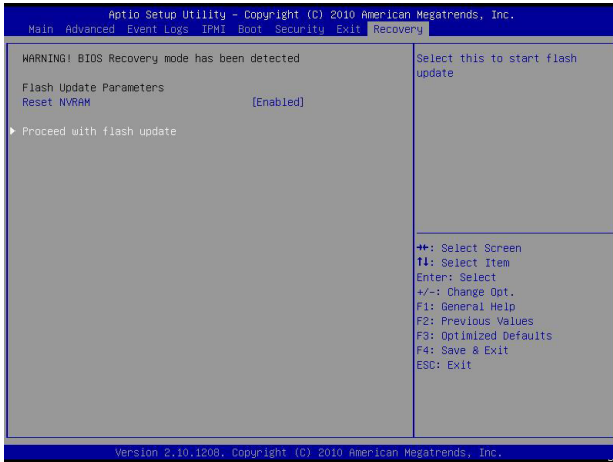 Aptio Setup Utility – Copyright (C) 2010 American Megatrends, Inc.
Main Advanced Event Logs IPMI Boot Security Exit Recovery
WARNING! BIOS Recovery mode has been detected
Flash Update Parameters
Reset NVRAM [Enabled]
Proceed with flash update
Select this to start flash
update
→←: Select Screen
↑↓: Select Item
Enter: Select
+/-: Change Opt.
F1: General Help
F2: Previous Values
F3: Optimized Defaults
F4: Save & Exit
ESC: Exit
Version 2.10.1208. Copyright (C) 2010 American Megatrends, Inc.